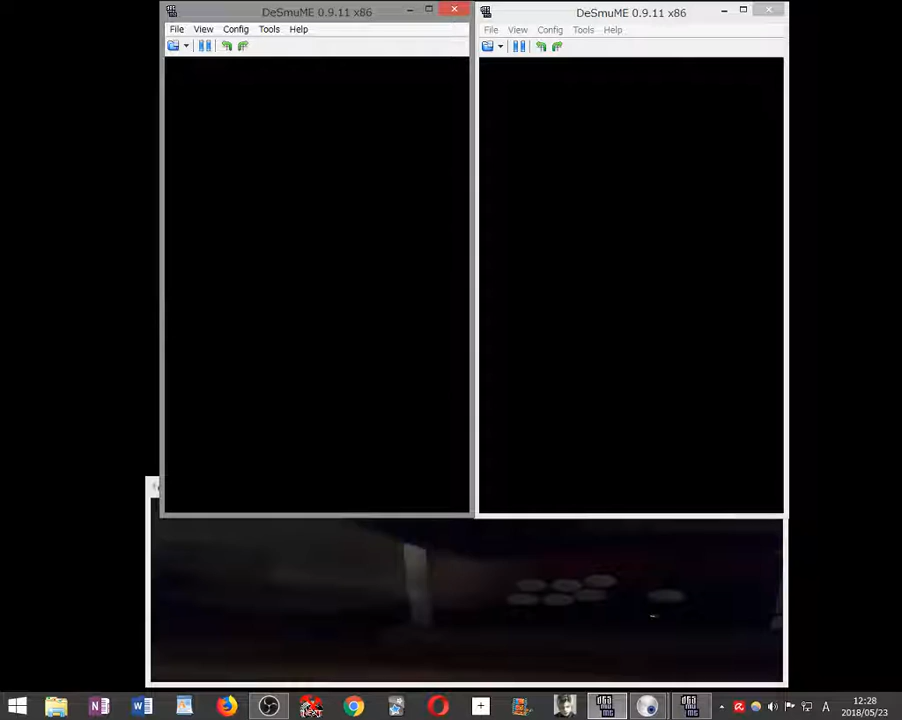 DeSmuME 0.9.11 x86
File View Config Tools Help
DeSmuME 0.9.11 x86
File View Config Tools Help
A
12:28
2018/05/23